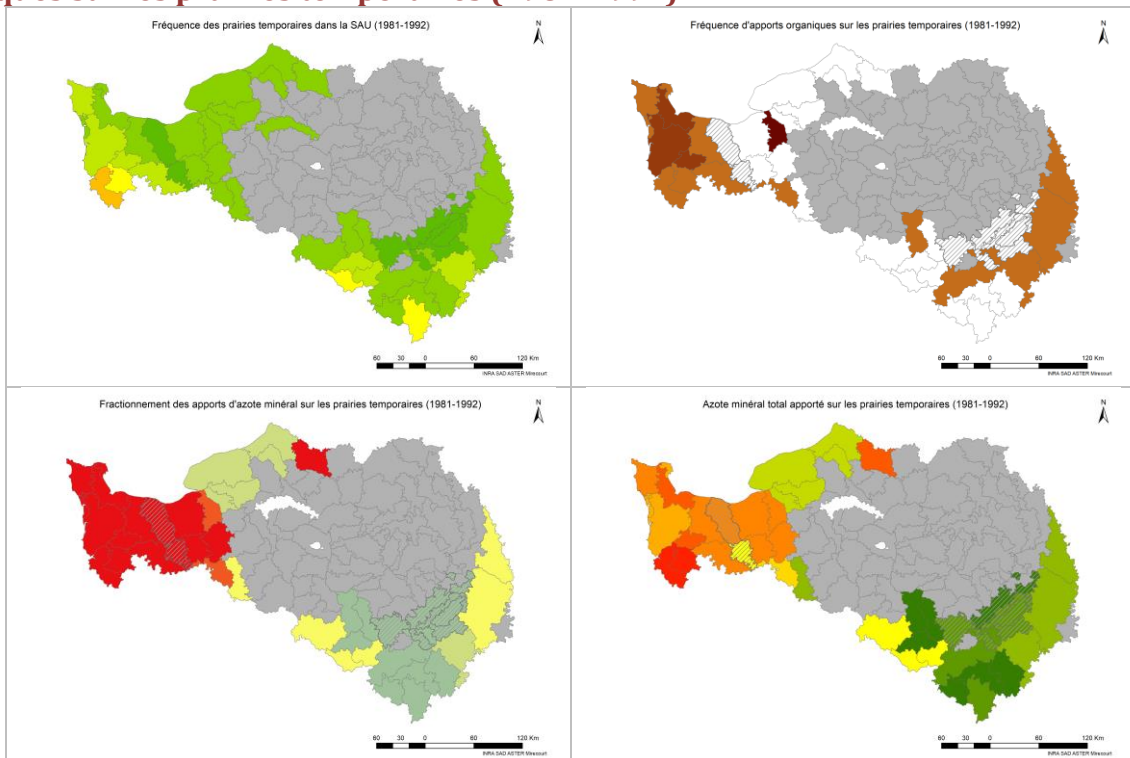 Fréquence des prairies temporaires dans la SAU (1981-1992)
N
60 30 0 60 120 Km
INRA SAD ASTER Mirecourt
Fréquence d'apports organiques sur les prairies temporaires (1981-1992)
N
60 30 0 60 120 Km
INRA SAD ASTER Mirecourt
Fractionnement des apports d'azote minéral sur les prairies temporaires (1981-1992)
N
60 30 0 60 120 Km
INRA SAD ASTER Mirecourt
Azote minéral total apporté sur les prairies temporaires (1981-1992)
N
60 30 0 60 120 Km
INRA SAD ASTER Mirecourt